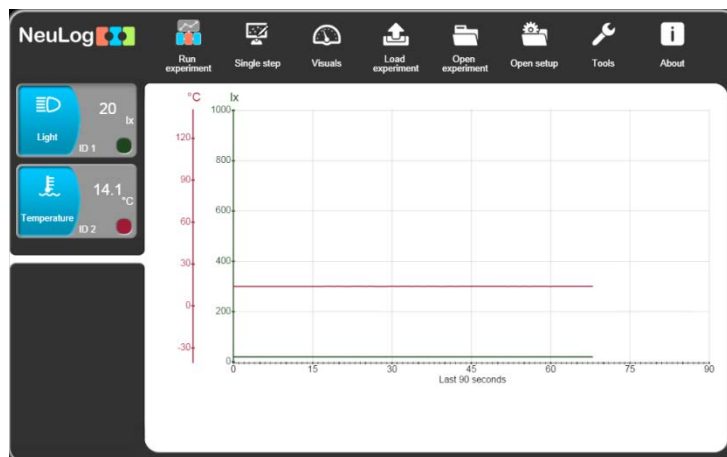 NeuLog
Run experiment
Single step
Visuals
Load experiment
Open experiment
Open setup
Tools
About
20 lx
Light
ID 1
14.1 °C
Temperature
ID 2
°C
lx
120
90
60
30
0
-30
1000
800
600
400
200
0
0 15 30 45 60 75 90
Last 90 seconds